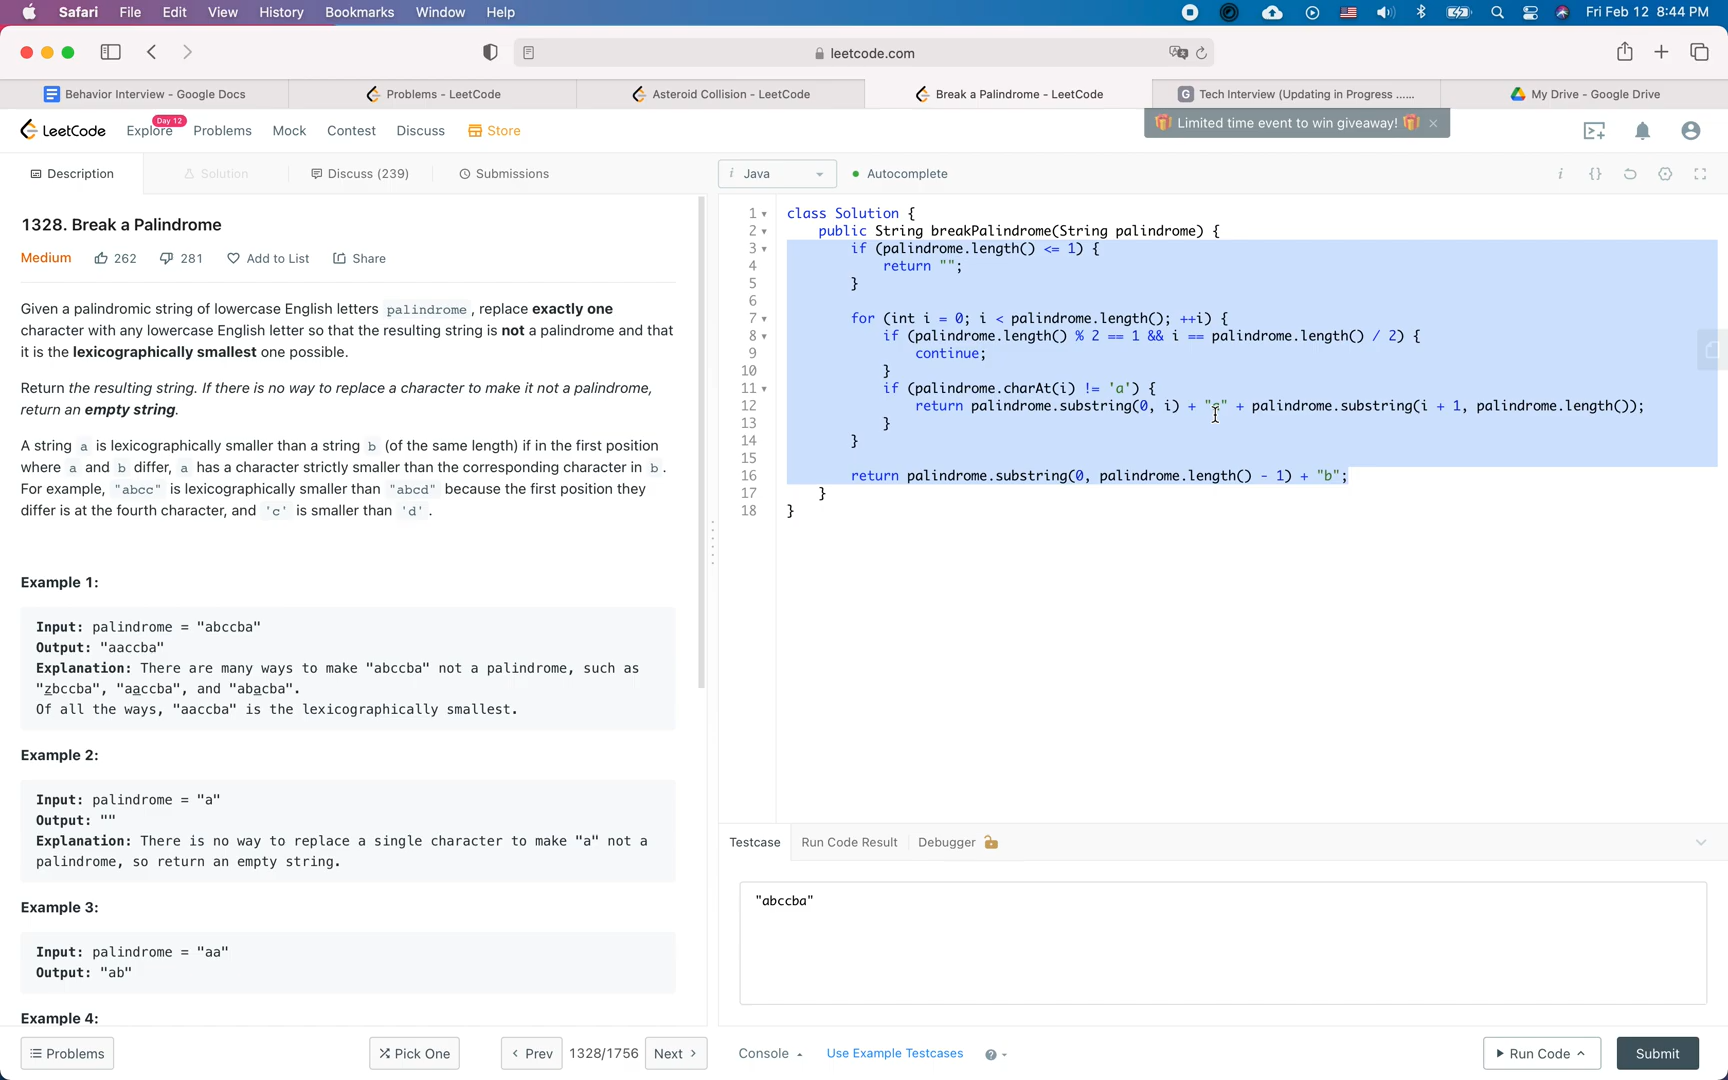 Safari File Edit View History Bookmarks Window Help Fri Feb 12 8:44 PM
leetcode.com
Behavior Interview - Google Docs
Problems - LeetCode
Asteroid Collision - LeetCode
Break a Palindrome - LeetCode
Tech Interview (Updating in Progress ......
My Drive - Google Drive
LeetCode Explore Day 12 Problems Mock Contest Discuss Store
Limited time event to win giveaway!
Description Solution Discuss (239) Submissions
i Java Autocomplete
1328. Break a Palindrome
Medium 262 281 Add to List Share
Given a palindromic string of lowercase English letters palindrome , replace exactly one
character with any lowercase English letter so that the resulting string is not a palindrome and that
it is the lexicographically smallest one possible.
Return the resulting string. If there is no way to replace a character to make it not a palindrome,
return an empty string.
A string a is lexicographically smaller than a string b (of the same length) if in the first position
where a and b differ, a has a character strictly smaller than the corresponding character in b .
For example, "abcc" is lexicographically smaller than "abcd" because the first position they
differ is at the fourth character, and 'c' is smaller than 'd' .
Example 1:
Input: palindrome = "abccba"
Output: "aaccba"
Explanation: There are many ways to make "abccba" not a palindrome, such as
"zbccba", "aaccba", and "abacba".
Of all the ways, "aaccba" is the lexicographically smallest.
Example 2:
Input: palindrome = "a"
Output: ""
Explanation: There is no way to replace a single character to make "a" not a
palindrome, so return an empty string.
Example 3:
Input: palindrome = "aa"
Output: "ab"
Example 4:
Problems Pick One < Prev 1328/1756 Next >
1 class Solution {
2 public String breakPalindrome(String palindrome) {
3 if (palindrome.length() <= 1) {
4 return "";
5 }
6
7 for (int i = 0; i < palindrome.length(); ++i) {
8 if (palindrome.length() % 2 == 1 && i == palindrome.length() / 2) {
9 continue;
10 }
11 if (palindrome.charAt(i) != 'a') {
12 return palindrome.substring(0, i) + "a" + palindrome.substring(i + 1, palindrome.length());
13 }
14 }
15
16 return palindrome.substring(0, palindrome.length() - 1) + "b";
17 }
18 }
Testcase Run Code Result Debugger
"abccba"
Console Use Example Testcases ? Run Code Submit